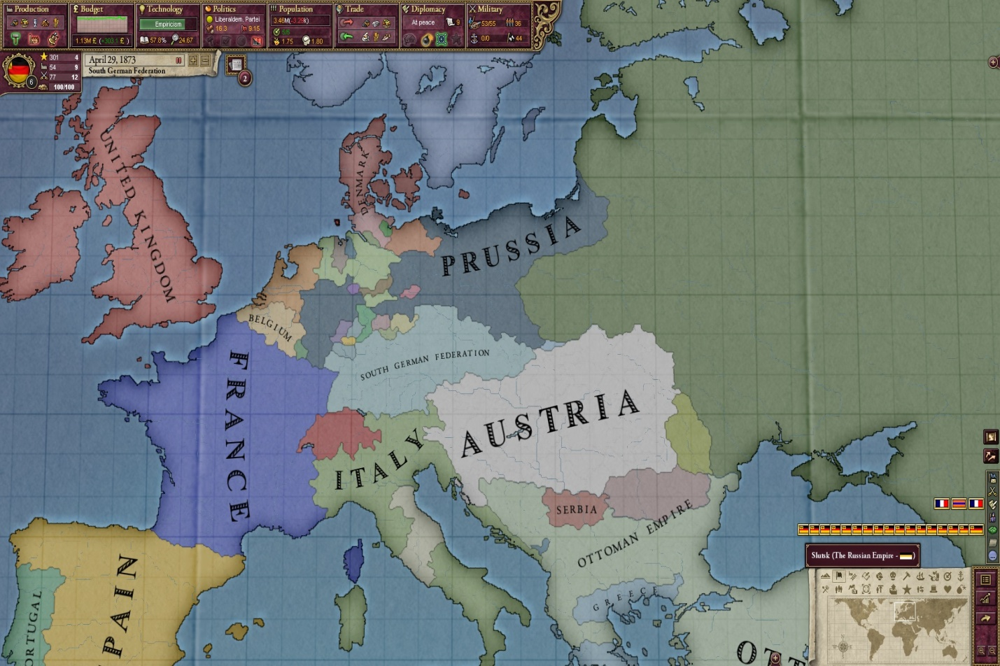 Production
Budget
1.13M £ (+303.1 £ )
Technology
Empiricism
57.8% 24.67
Politics
Liberaldem. Partei
16.3 9.15
Population
3.46M(-3.29k)
5/5
1.75 1.80
Trade
Diplomacy
At peace 9
Military
53/55 36
0/0 44
301 4
54 9
77 12
6
100/100
April 29, 1873
South German Federation
2
UNITED KINGDOM
DENMARK
PRUSSIA
BELGIUM
SOUTH GERMAN FEDERATION
FRANCE
AUSTRIA
ITALY
SERBIA
OTTOMAN EMPIRE
GREECE
SPAIN
PORTUGAL
OTT
Slutsk (The Russian Empire - )